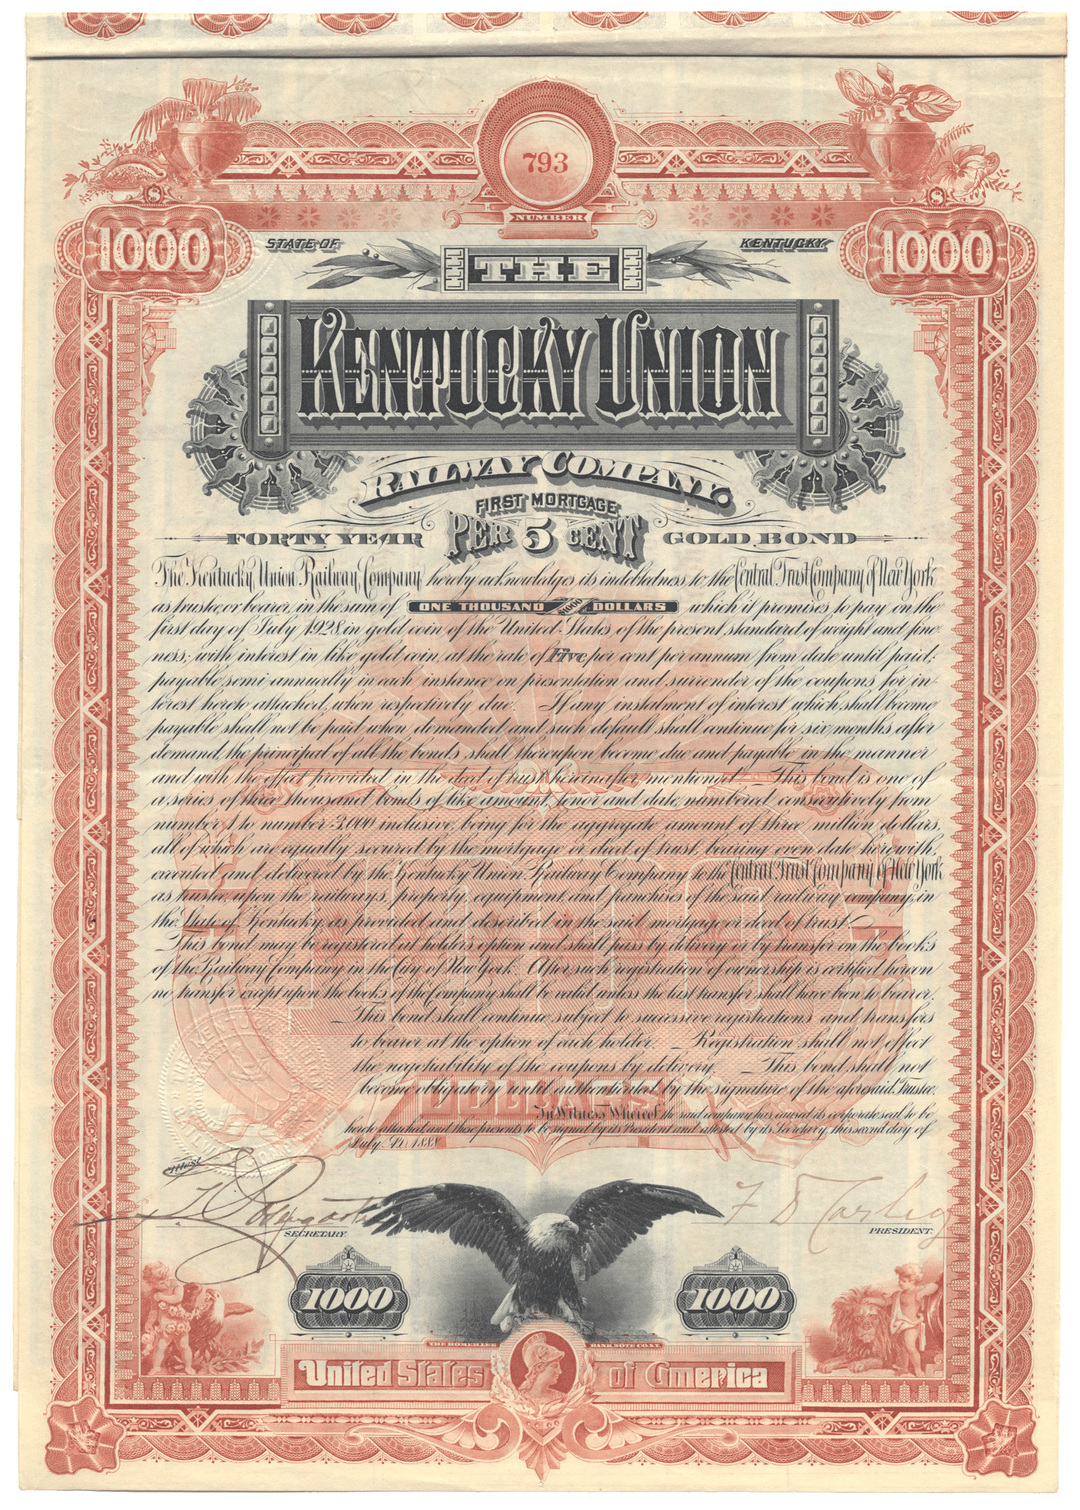 793
NUMBER
1000 1000
STATE OF KENTUCKY
THE
KENTUCKY UNION
RAILWAY COMPANY.
FIRST MORTGAGE
FORTY YEAR PER 5 CENT GOLD BOND
The Kentucky Union Railway Company hereby acknowledges its indebtedness to the Central Trust Company of New York
as trustee, or bearer, in the sum of ONE THOUSAND $1000 DOLLARS which it promises to pay on the
first day of July 1928, in gold coin of the United States of the present standard of weight and fine-
ness; with interest in like gold coin, at the rate of Five per cent per annum from date until paid;
payable semi-annually in each instance on presentation and surrender of the coupons for in-
terest hereto attached, when respectively due. If any instalment of interest which shall become
payable shall not be paid when demanded and such default shall continue for six months after
demand, the principal of all the bonds shall thereupon become due and payable in the manner
and with the effect provided in the deed of trust hereinafter mentioned. This bond is one of
a series of three thousand bonds of like amount, tenor and date, numbered consecutively from
number 1 to number 3,000 inclusive, being for the aggregate amount of three million dollars,
all of which are equally secured by the mortgage or deed of trust, bearing even date herewith,
executed and delivered by the Kentucky Union Railway Company to the Central Trust Company of New York
as trustee, upon the railways, property, equipment and franchises of the said railway company, in
the State of Kentucky, as provided and described in the said mortgage or deed of trust.
This bond may be registered at holder's option and shall pass by delivery or by transfer on the books
of the Railway Company in the City of New York. After such registration of ownership is certified hereon
no transfer except upon the books of the Company shall be valid unless the last transfer shall have been to bearer.
This bond shall continue subject to successive registrations and transfers
to bearer at the option of each holder. Registration shall not effect
the negotiability of the coupons by delivery. This bond shall not
become obligatory until authenticated by the signature of the aforesaid Trustee.
In Witness Whereof the said company has caused its corporate seal to be
hereto attached and these presents to be signed by its President and attested by its Secretary, this second day of
July A.D. 1888.
DOLLARS
SECRETARY. PRESIDENT.
1000 1000
THE HOMER LEE BANK NOTE CO. N.Y.
United States of America